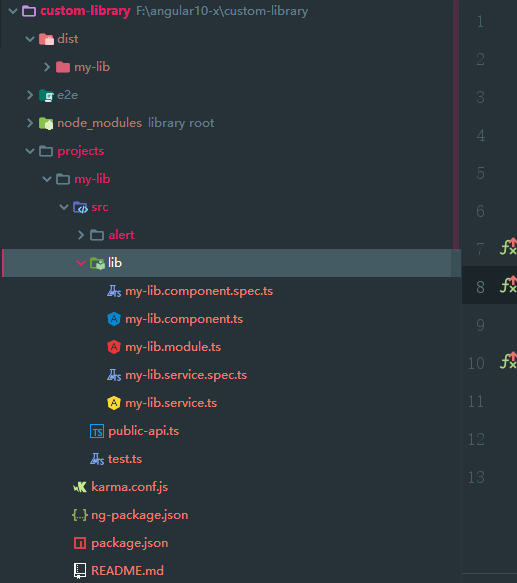 custom-library F:\angular10-x\custom-library
dist
my-lib
e2e
node_modules library root
projects
my-lib
src
alert
lib
my-lib.component.spec.ts
my-lib.component.ts
my-lib.module.ts
my-lib.service.spec.ts
my-lib.service.ts
TS public-api.ts
test.ts
karma.conf.js
ng-package.json
package.json
README.md
1
2
3
4
5
6
7
8
9
10
11
12
13